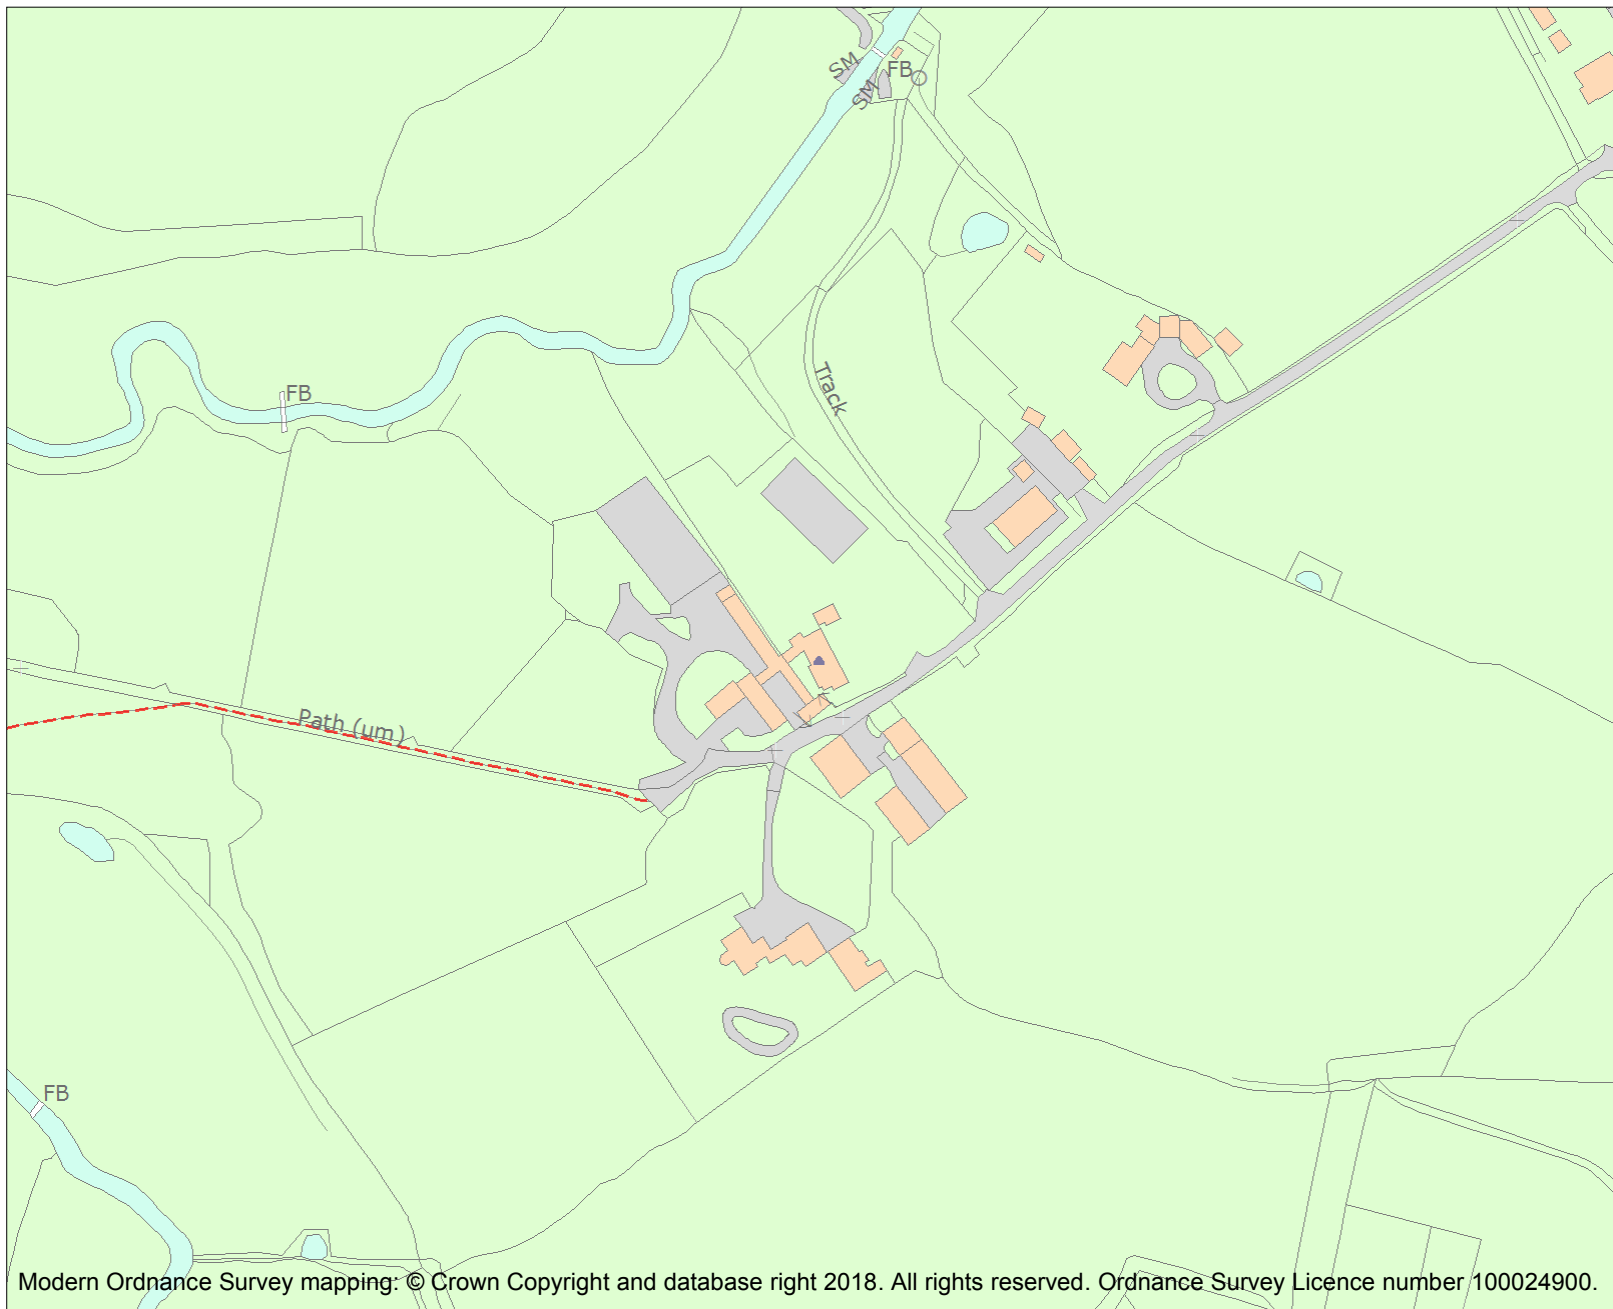 SM
FB
SM
FB
Track
Path (um)
FB
Modern Ordnance Survey mapping: © Crown Copyright and database right 2018. All rights reserved. Ordnance Survey Licence number 100024900.